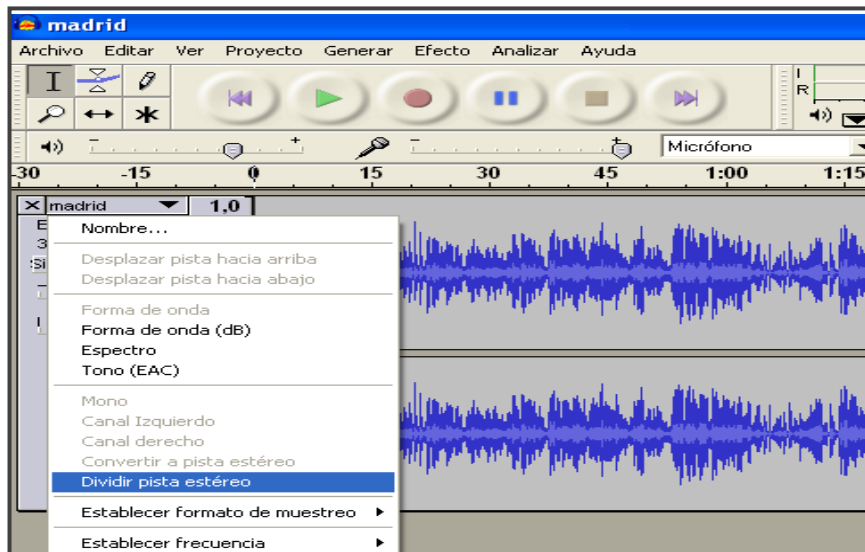 madrid
Archivo Editar Ver Proyecto Generar Efecto Analizar Ayuda
I
R
Micrófono
-30 -15 0 15 30 45 1:00 1:15
madrid 1,0
Nombre...
Desplazar pista hacia arriba
Desplazar pista hacia abajo
Forma de onda
Forma de onda (dB)
Espectro
Tono (EAC)
Mono
Canal Izquierdo
Canal derecho
Convertir a pista estéreo
Dividir pista estéreo
Establecer formato de muestreo
Establecer frecuencia